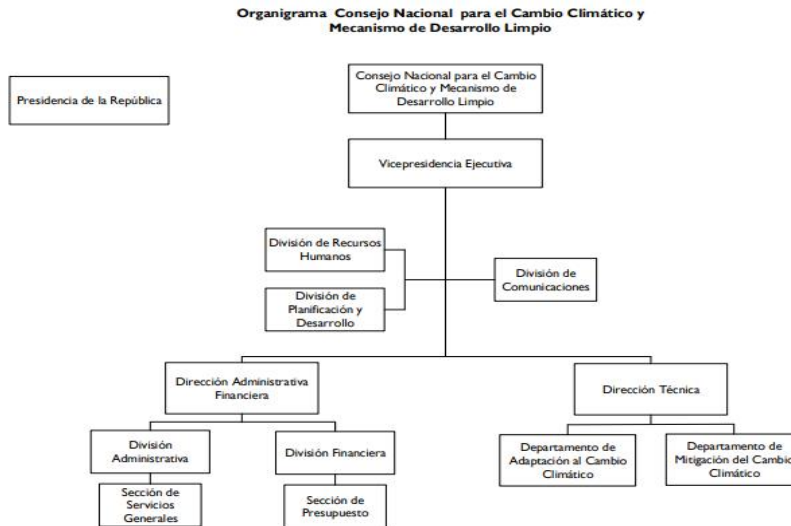 Organigrama Consejo Nacional para el Cambio Climático y
Mecanismo de Desarrollo Limpio
Presidencia de la República
Consejo Nacional para el Cambio
Climático y Mecanismo de
Desarrollo Limpio
Vicepresidencia Ejecutiva
División de Recursos
Humanos
División de
Comunicaciones
División de
Planificación y
Desarrollo
Dirección Administrativa
Financiera
Dirección Técnica
División
Administrativa
División Financiera
Departamento de
Adaptación al Cambio
Climático
Departamento de
Mitigación del Cambio
Climático
Sección de
Servicios
Generales
Sección de
Presupuesto